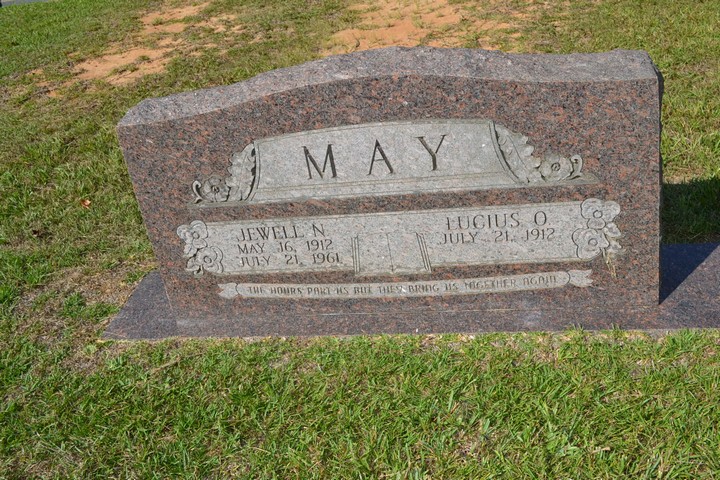 MAY
JEWELL N.
MAY 16, 1912
JULY 21, 1961
LUCIUS O.
JULY 21, 1912
THE HOURS PART US BUT THEY BRING US TOGETHER AGAIN